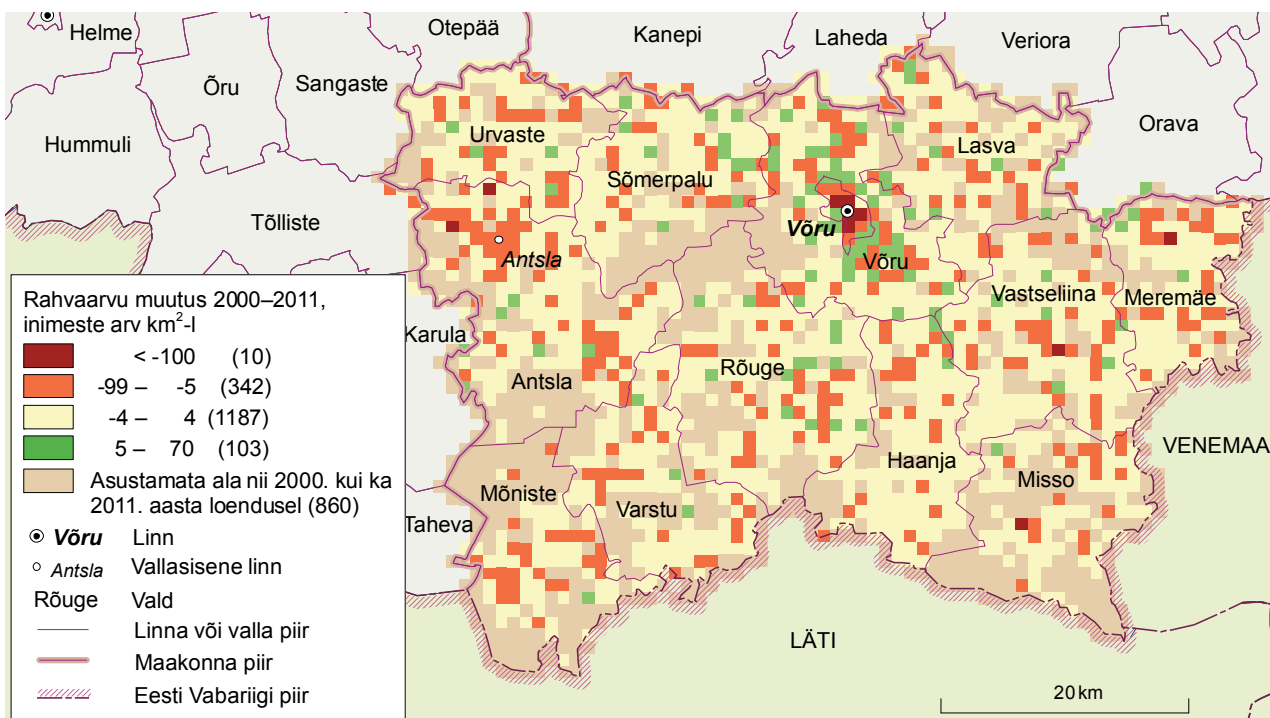 Helme
Otepää
Kanepi
Laheda
Veriora
Õru
Sangaste
Hummuli
Orava
Urvaste
Lasva
Sõmerpalu
Tõlliste
Võru
Antsla
Võru
Vastseliina
Meremäe
Karula
Rõuge
Antsla
VENEMAA
Haanja
Misso
Mõniste
Varstu
Taheva
LÄTI
20 km
Rahvaarvu muutus 2000–2011,
inimeste arv km²-l
< -100 (10)
-99 – -5 (342)
-4 – 4 (1187)
5 – 70 (103)
Asustamata ala nii 2000. kui ka
2011. aasta loendusel (860)
Võru Linn
Antsla Vallasisene linn
Rõuge Vald
Linna või valla piir
Maakonna piir
Eesti Vabariigi piir